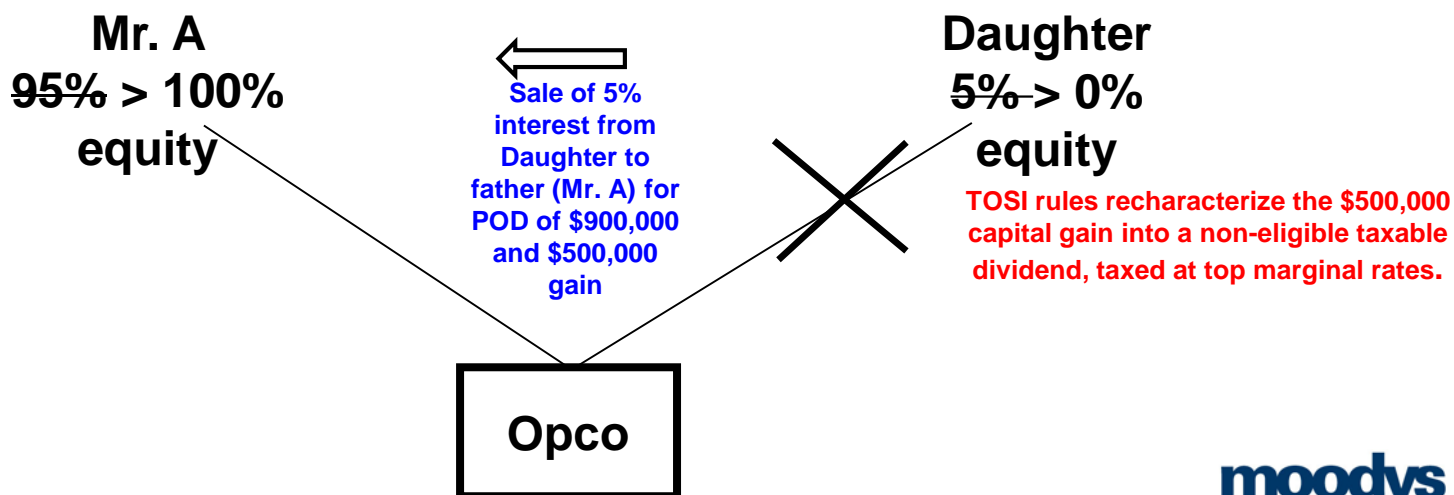 Mr. A
95% > 100%
equity
Sale of 5%
interest from
Daughter to
father (Mr. A) for
POD of $900,000
and $500,000
gain
Daughter
5% > 0%
equity
TOSI rules recharacterize the $500,000
capital gain into a non-eligible taxable
dividend, taxed at top marginal rates.
Opco
moodys